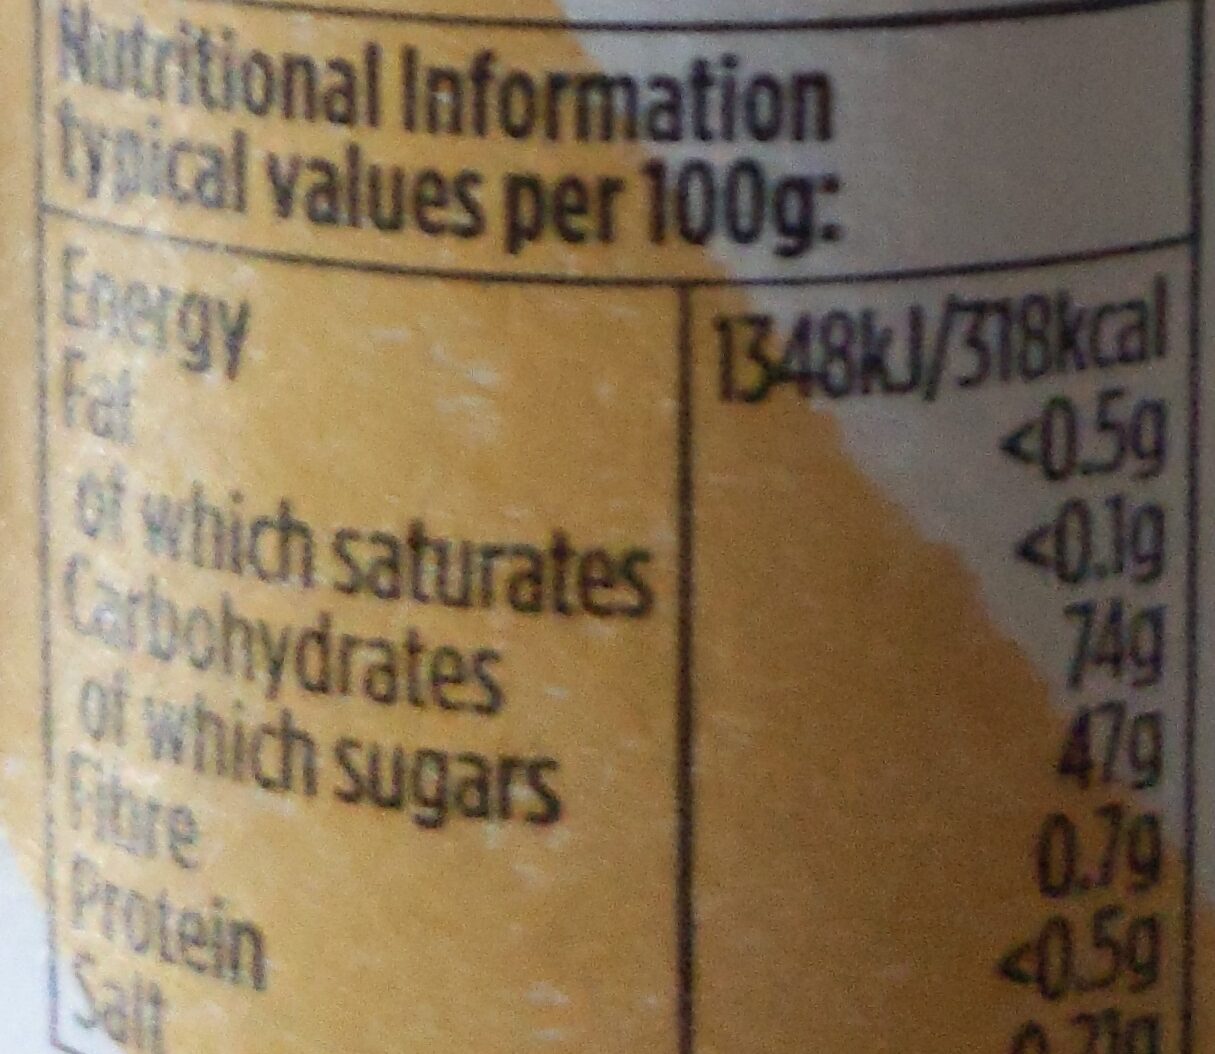 Nutritional Information
typical values per 100g:
Energy 1348kJ/318kcal
Fat <0.5g
of which saturates <0.1g
Carbohydrates 74g
of which sugars 47g
Fibre 0.7g
Protein <0.5g
Salt